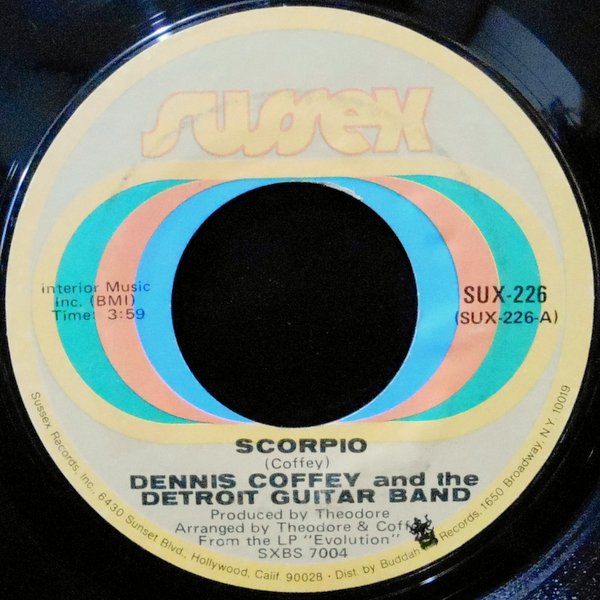 sussex
Interior Music
Inc. (BMI)
Time: 3:59
SUX-226
(SUX-226-A)
SCORPIO
(Coffey)
DENNIS COFFEY and the
DETROIT GUITAR BAND
Produced by Theodore
Arranged by Theodore &
From the LP "Evolution"
SXBS 7004
Sussex Records, Inc., 6430 Sunset Blvd., Hollywood, Calif. 90028 - Dist. by Buddah Records, 1650 Broadway, N.Y. 10019